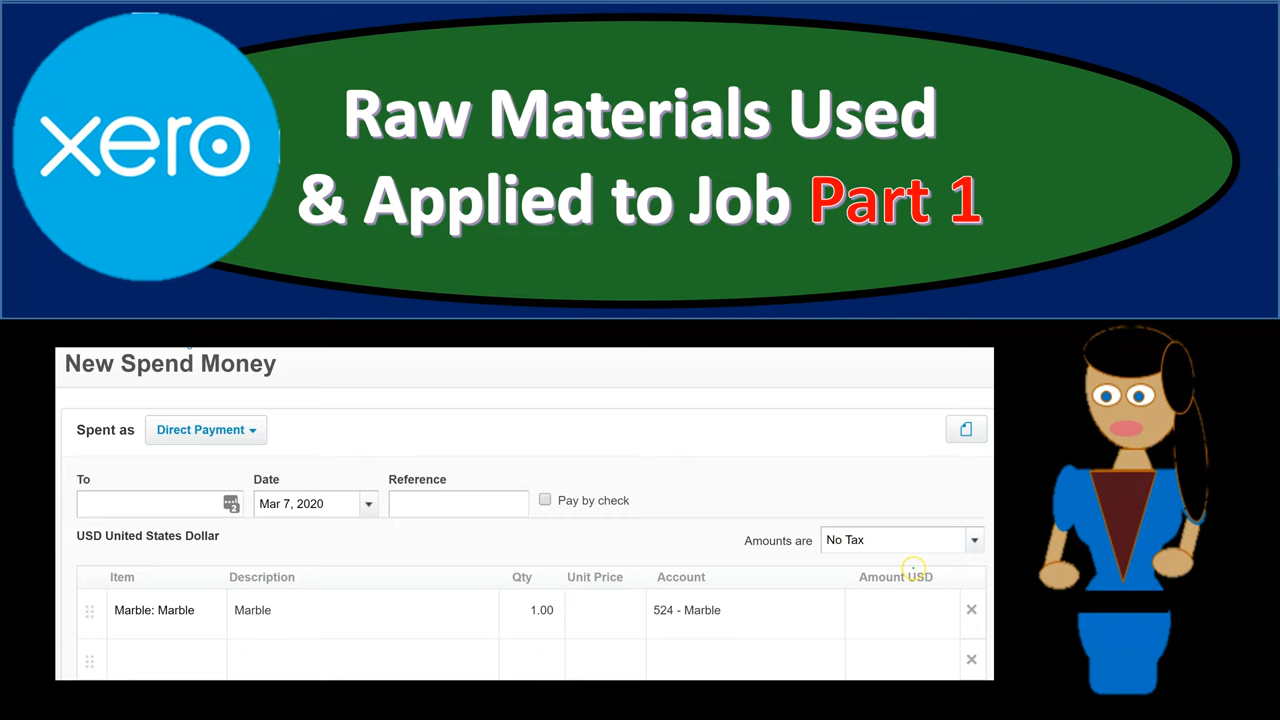 xero
Raw Materials Used
& Applied to Job Part 1
New Spend Money
Spent as Direct Payment
To Date Reference
2 Mar 7, 2020 Pay by check
USD United States Dollar
Amounts are No Tax
Item Description Qty Unit Price Account Amount USD
Marble: Marble Marble 1.00 524 - Marble